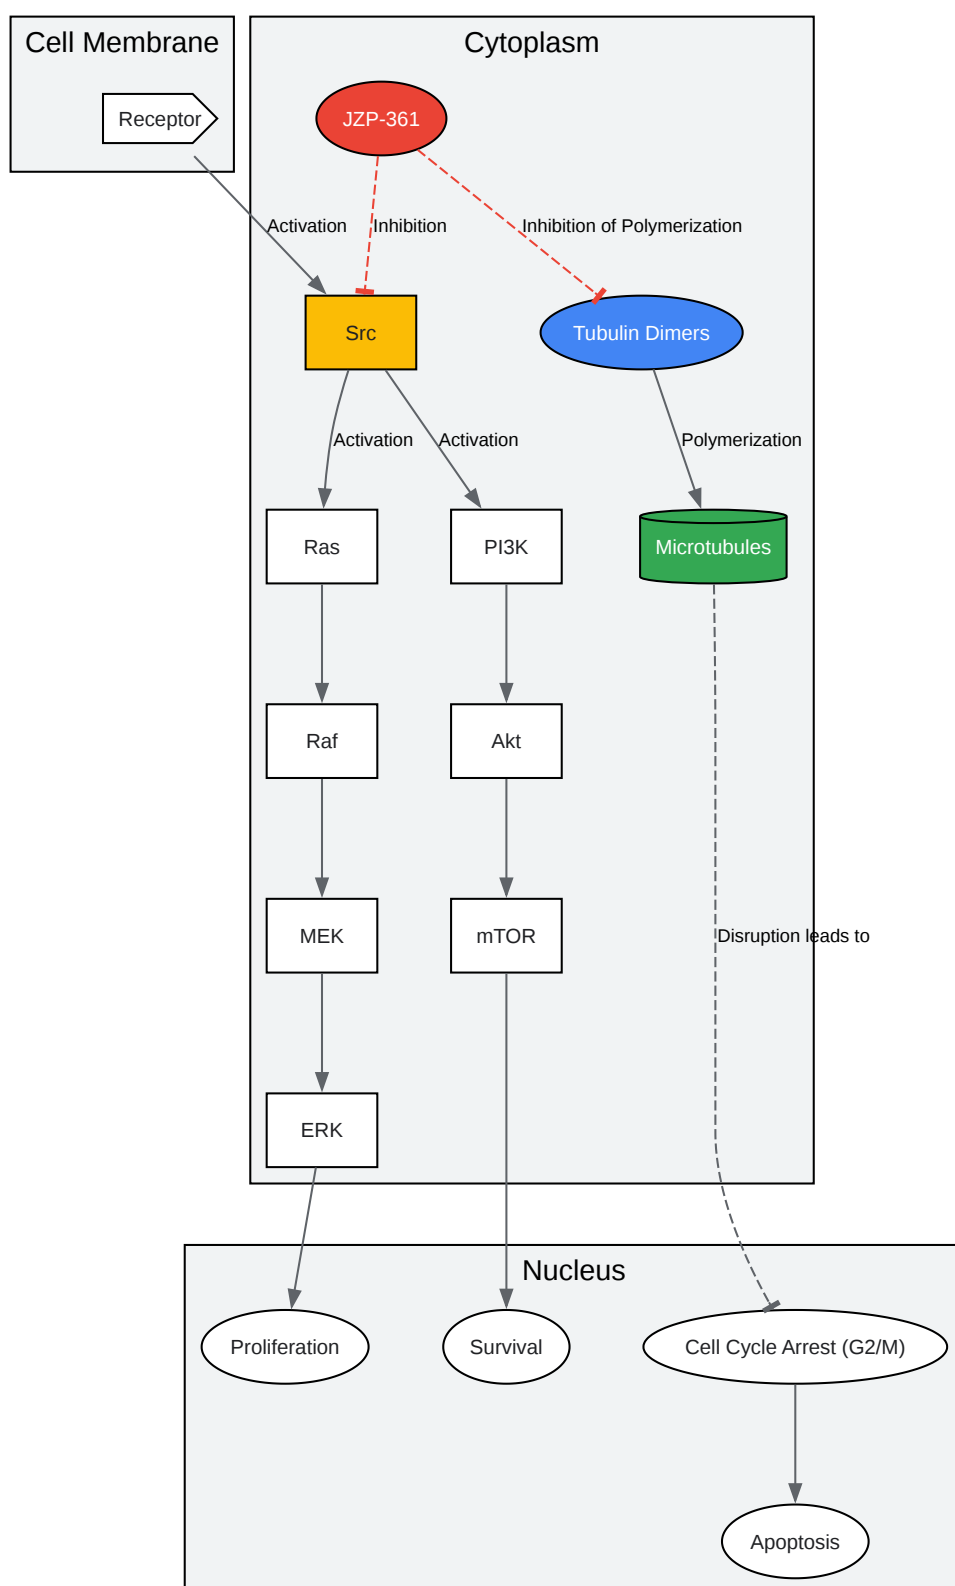 Cell Membrane
Cytoplasm
Receptor
JZP-361
Activation
Inhibition
Inhibition of Polymerization
Src
Tubulin Dimers
Activation
Activation
Polymerization
Ras
PI3K
Microtubules
Raf
Akt
MEK
mTOR
Disruption leads to
ERK
Nucleus
Proliferation
Survival
Cell Cycle Arrest (G2/M)
Apoptosis